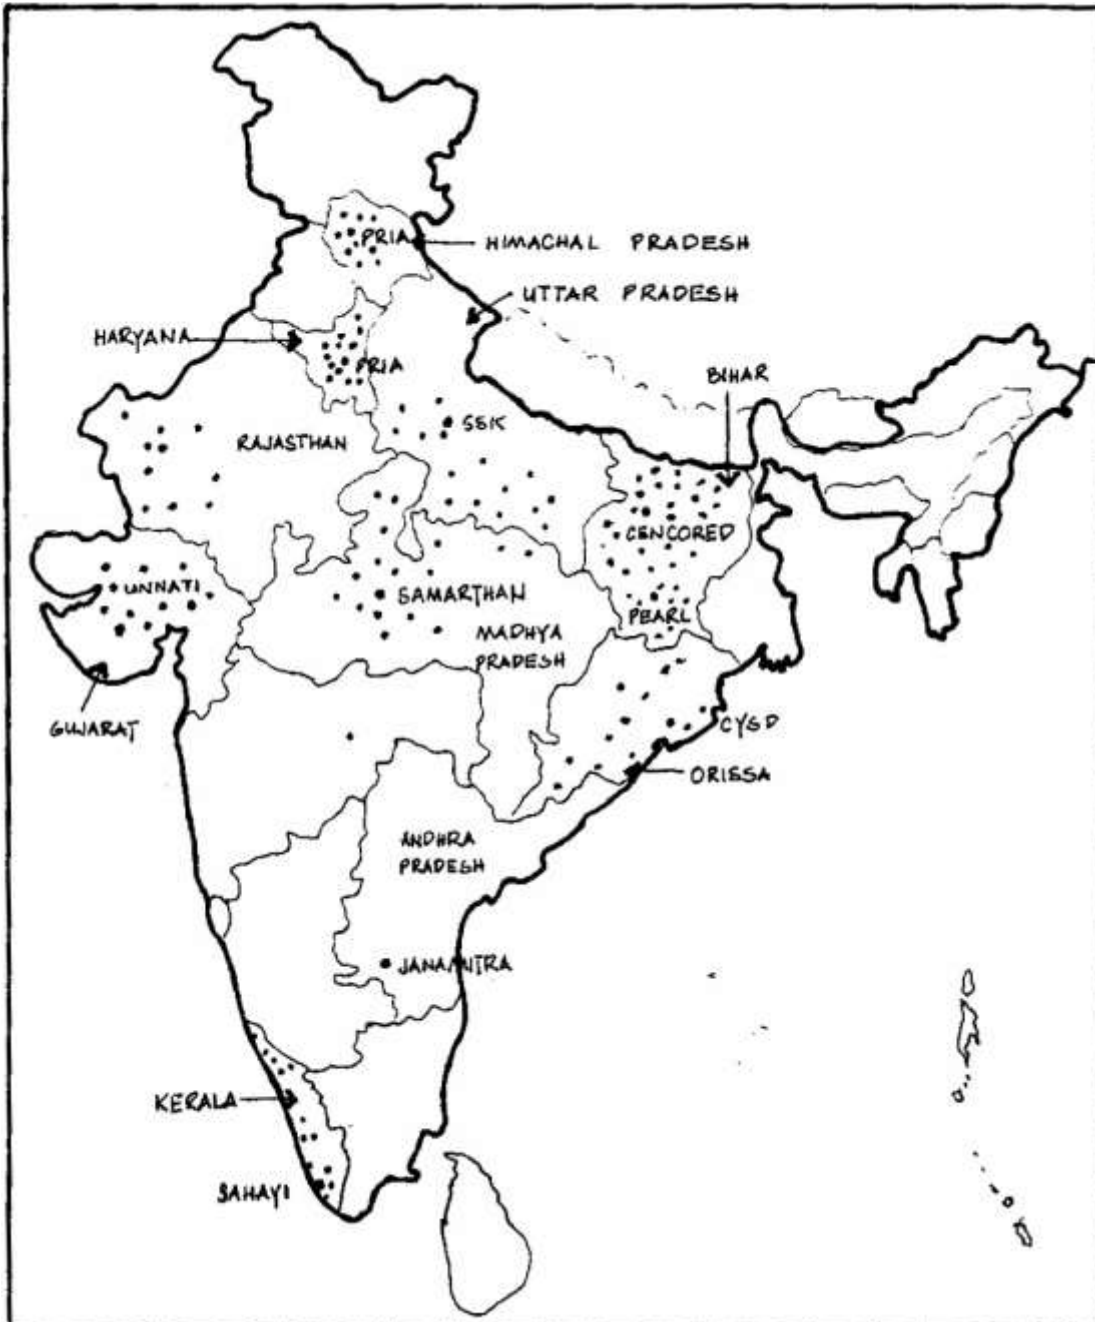 PRIA
HIMACHAL PRADESH
UTTAR PRADESH
HARYANA
PRIA
BIHAR
SSK
RAJASTHAN
CENCORED
UNNATI
SAMARTHAN
PEARL
MADHYA
PRADESH
GUJARAT
CYSD
ORISSA
ANDHRA
PRADESH
JANAMITRA
KERALA
SAHAYI